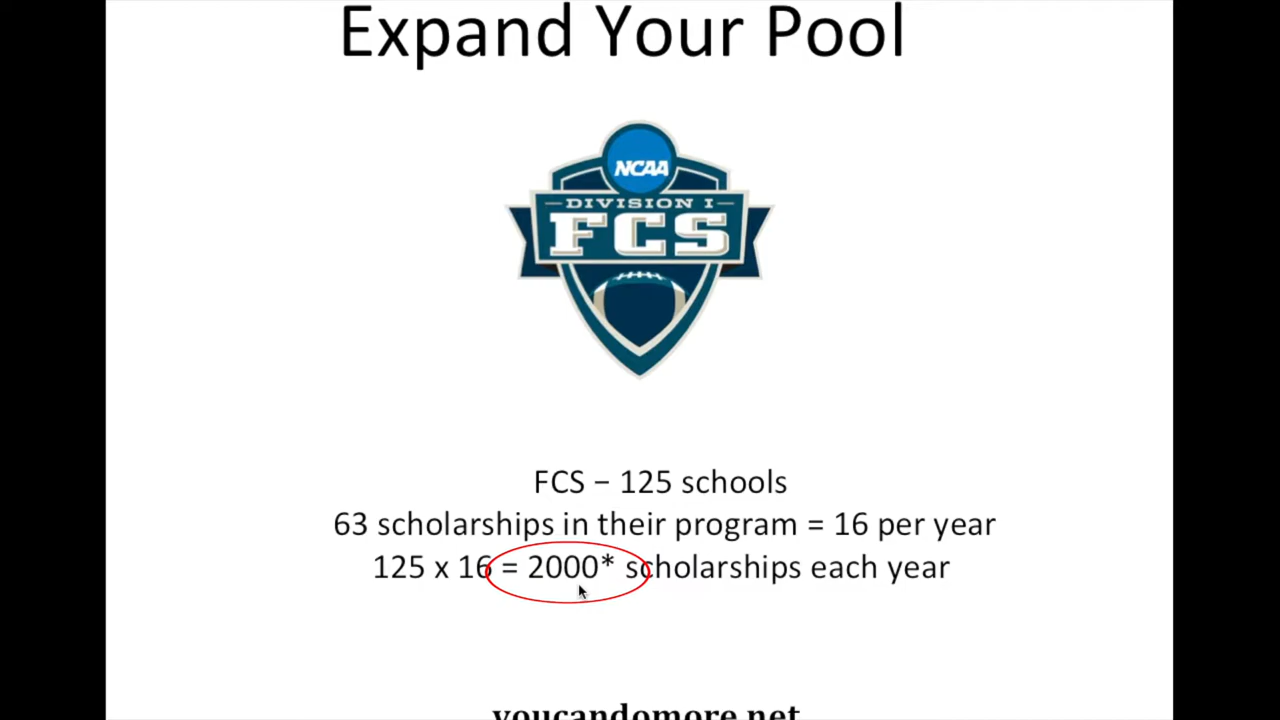 Expand Your Pool
NCAA
DIVISION I
FCS
FCS – 125 schools
63 scholarships in their program = 16 per year
125 x 16 = 2000* scholarships each year
youcandomore.net